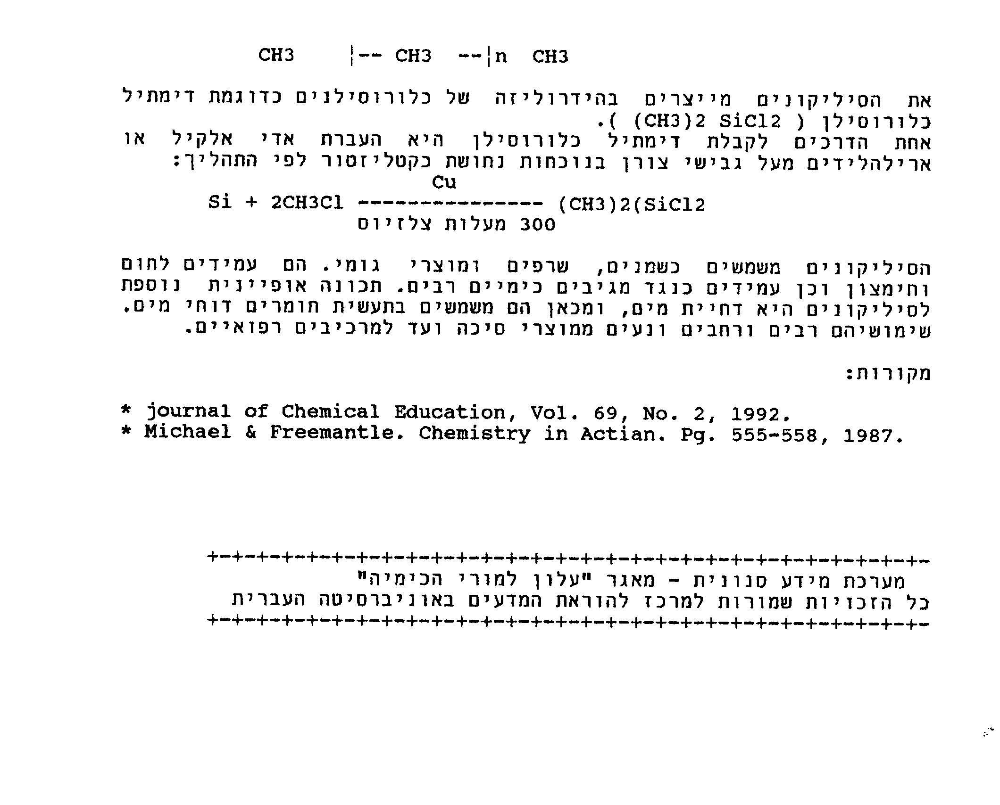 CH3 |-- CH3 --|n CH3
את הסיליקונים מייצרים בהידרוליזה של כלורוסילנים כדוגמת דימתיל
כלורוסילן ( (CH3)2 SiCl2 ).
אחת הדרכים לקבלת דימתיל כלורוסילן היא העברת אדי אלקיל או
ארילהלידים מעל גבישי צורן בנוכחות נחושת כקטליזטור לפי התהליך:
Cu
Si + 2CH3Cl --------------- (CH3)2(SiCl2
300 מעלות צלזיוס
הסיליקונים משמשים כשמנים, שרפים ומוצרי גומי. הם עמידים לחום
וחימצון וכן עמידים כנגד מגיבים כימיים רבים. תכונה אופיינית נוספת
לסיליקונים היא דחיית מים, ומכאן הם משמשים בתעשית חומרים דוחי מים.
שימושיהם רבים ורחבים ונעים ממוצרי סיכה ועד למרכיבים רפואיים.
מקורות:
* journal of Chemical Education, Vol. 69, No. 2, 1992.
* Michael & Freemantle. Chemistry in Actian. Pg. 555-558, 1987.
+-+-+-+-+-+-+-+-+-+-+-+-+-+-+-+-+-+-+-+-+-+-+-+-+-+-+-+-+-
מערכת מידע סנונית - מאגר "עלון למורי הכימיה"
כל הזכויות שמורות למרכז להוראת המדעים באוניברסיטה העברית
+-+-+-+-+-+-+-+-+-+-+-+-+-+-+-+-+-+-+-+-+-+-+-+-+-+-+-+-+-